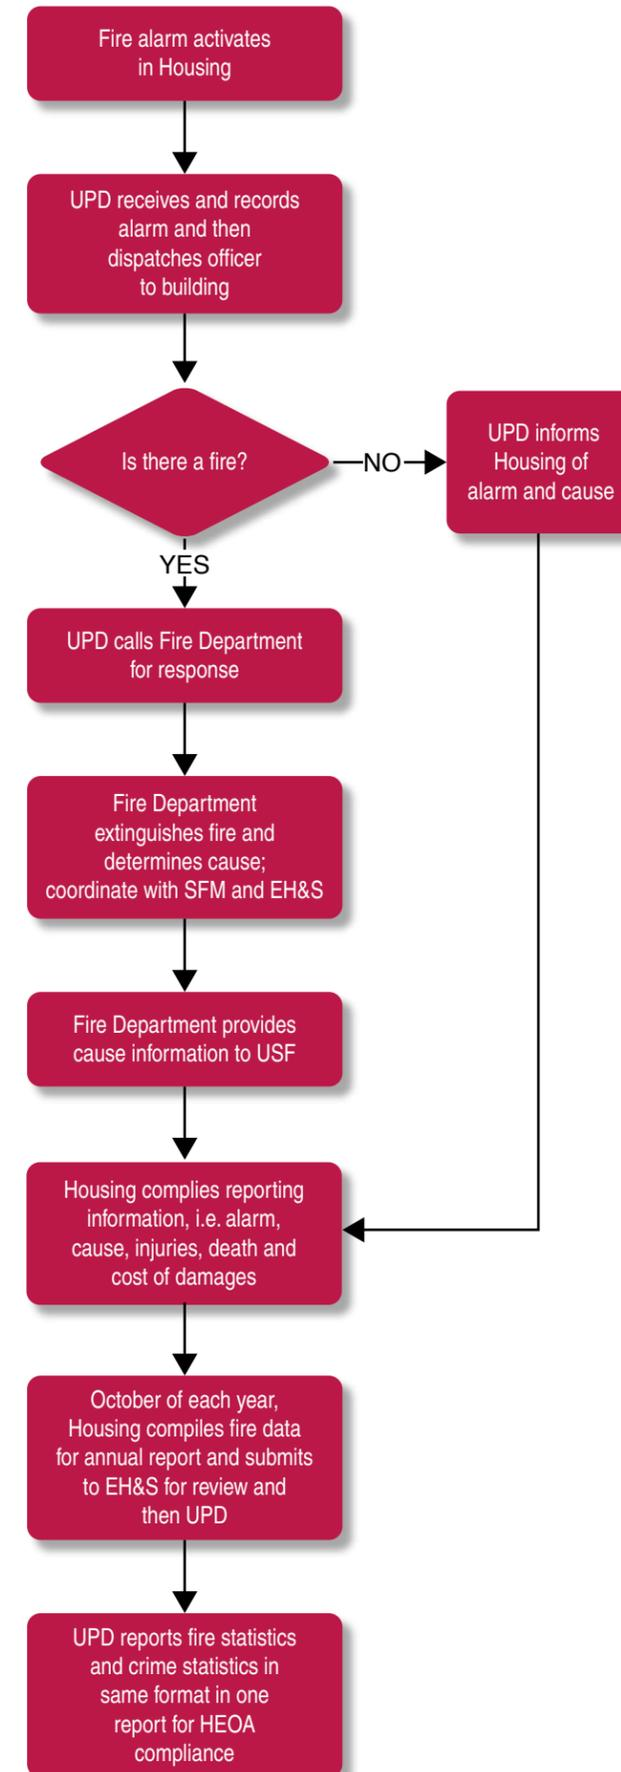 Fire alarm activates
in Housing
UPD receives and records
alarm and then
dispatches officer
to building
Is there a fire?
NO
UPD informs
Housing of
alarm and cause
YES
UPD calls Fire Department
for response
Fire Department
extinguishes fire and
determines cause;
coordinate with SFM and EH&S
Fire Department provides
cause information to USF
Housing complies reporting
information, i.e. alarm,
cause, injuries, death and
cost of damages
October of each year,
Housing compiles fire data
for annual report and submits
to EH&S for review and
then UPD
UPD reports fire statistics
and crime statistics in
same format in one
report for HEOA
compliance